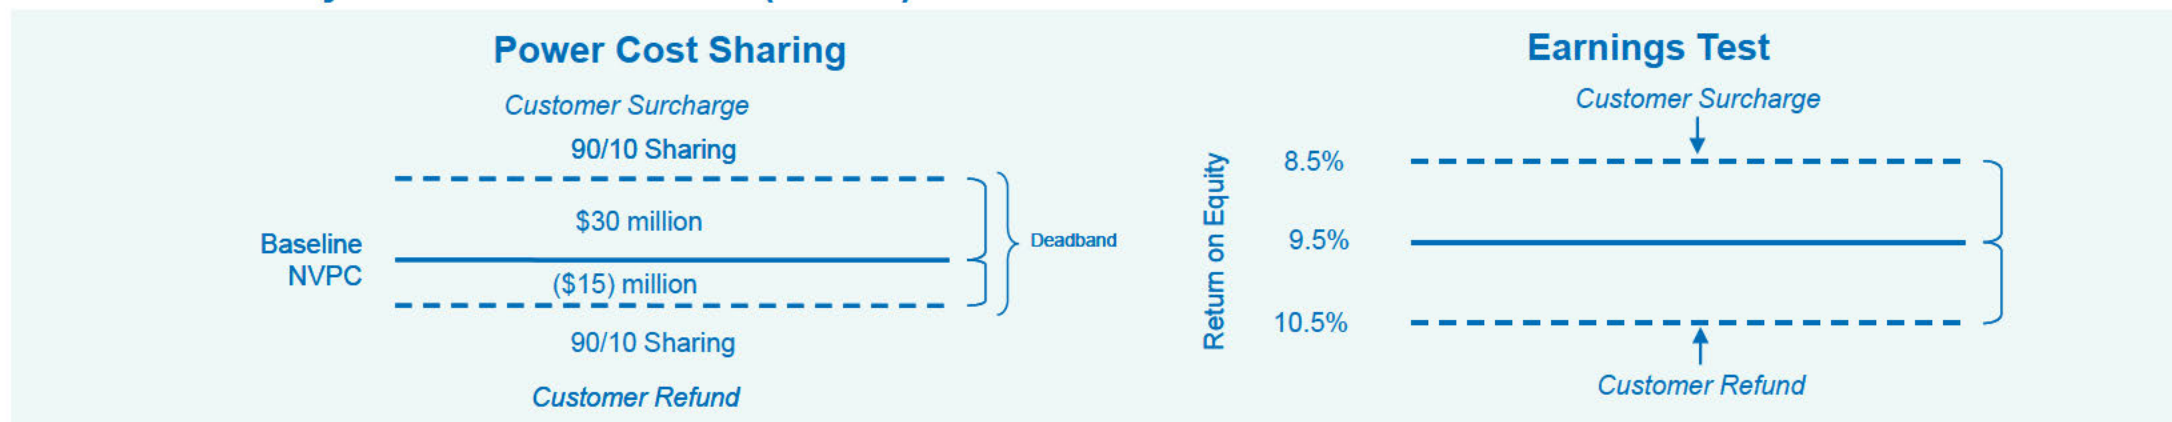 Power Cost Sharing
Customer Surcharge
90/10 Sharing
$30 million
Baseline
NVPC
($15) million
Deadband
90/10 Sharing
Customer Refund
Earnings Test
Customer Surcharge
Return on Equity
8.5%
9.5%
10.5%
Customer Refund